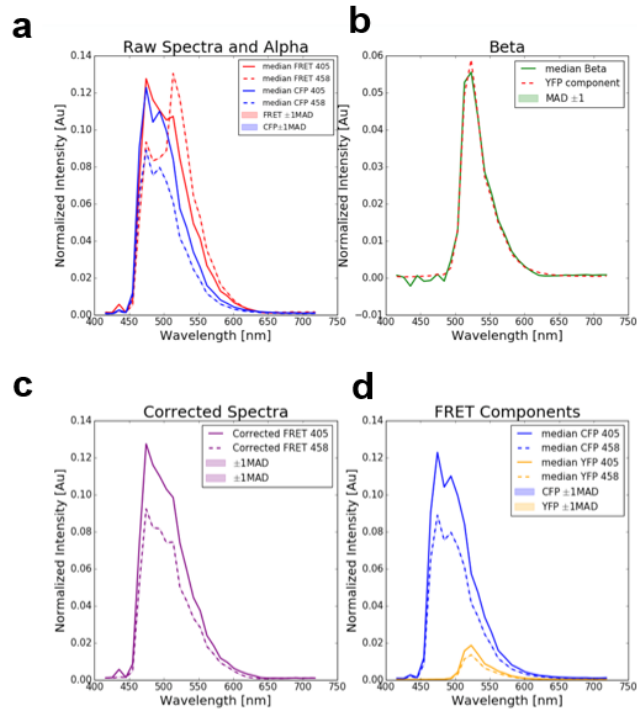 a
Raw Spectra and Alpha
Normalized Intensity [Au]
0.14
0.12
0.10
0.08
0.06
0.04
0.02
0.00
median FRET 405
median FRET 458
median CFP 405
median CFP 458
FRET ±1MAD
CFP±1MAD
400 450 500 550 600 650 700 750
Wavelength [nm]
b
Beta
Normalized Intensity [Au]
0.06
0.05
0.04
0.03
0.02
0.01
0.00
−0.01
median Beta
YFP component
MAD ±1
400 450 500 550 600 650 700 750
Wavelength [nm]
c
Corrected Spectra
Normalized Intensity [Au]
0.14
0.12
0.10
0.08
0.06
0.04
0.02
0.00
Corrected FRET 405
Corrected FRET 458
±1MAD
±1MAD
400 450 500 550 600 650 700 750
Wavelength [nm]
d
FRET Components
Normalized Intensity [Au]
0.14
0.12
0.10
0.08
0.06
0.04
0.02
0.00
median CFP 405
median CFP 458
median YFP 405
median YFP 458
CFP ±1MAD
YFP ±1MAD
400 450 500 550 600 650 700 750
Wavelength [nm]